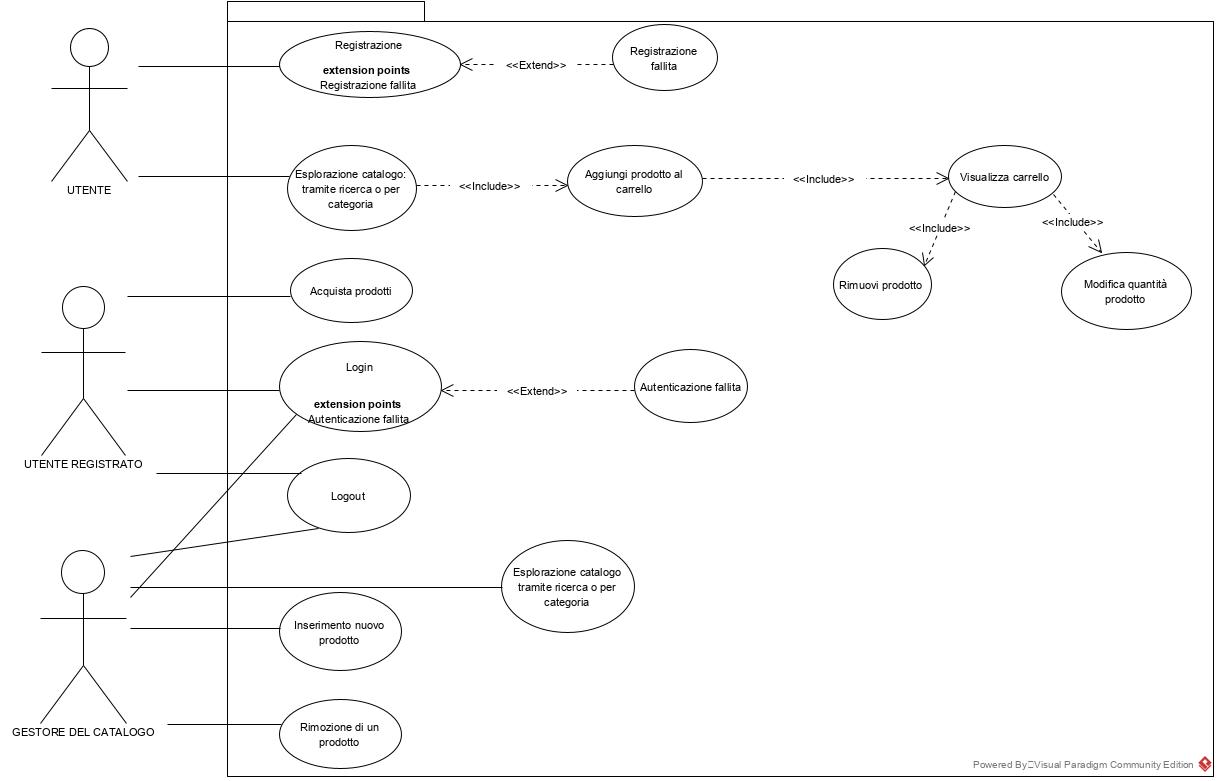 Registrazione
extension points
Registrazione fallita
<<Extend>>
Registrazione
fallita
UTENTE
Esplorazione catalogo:
tramite ricerca o per
categoria
<<Include>>
Aggiungi prodotto al
carrello
<<Include>>
Visualizza carrello
<<Include>>
<<Include>>
Rimuovi prodotto
Modifica quantità
prodotto
Acquista prodotti
Login
extension points
Autenticazione fallita
<<Extend>>
Autenticazione fallita
UTENTE REGISTRATO
Logout
Esplorazione catalogo
tramite ricerca o per
categoria
Inserimento nuovo
prodotto
GESTORE DEL CATALOGO
Rimozione di un
prodotto
Powered By Visual Paradigm Community Edition